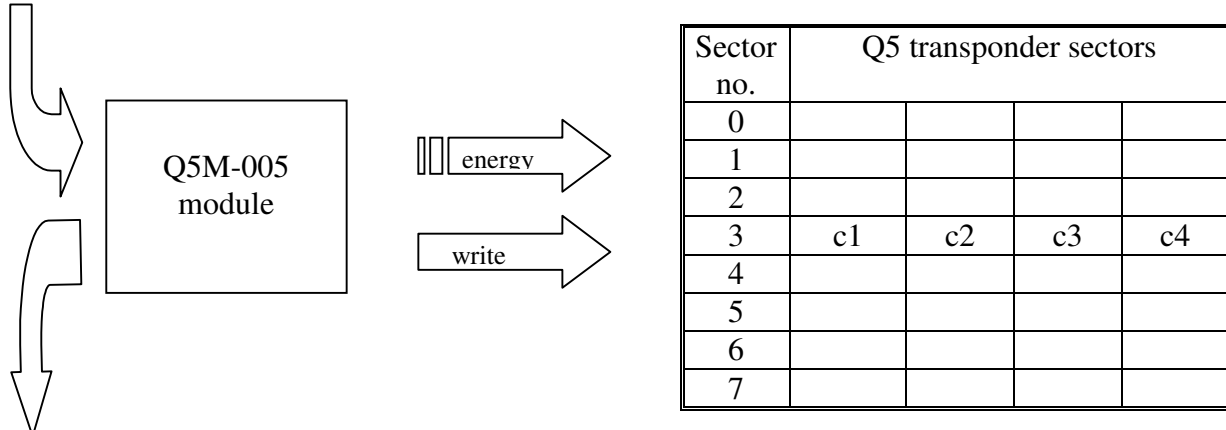 Q5M-005
module
energy
write
Sector
no.
Q5 transponder sectors
0
1
2
3 c1 c2 c3 c4
4
5
6
7